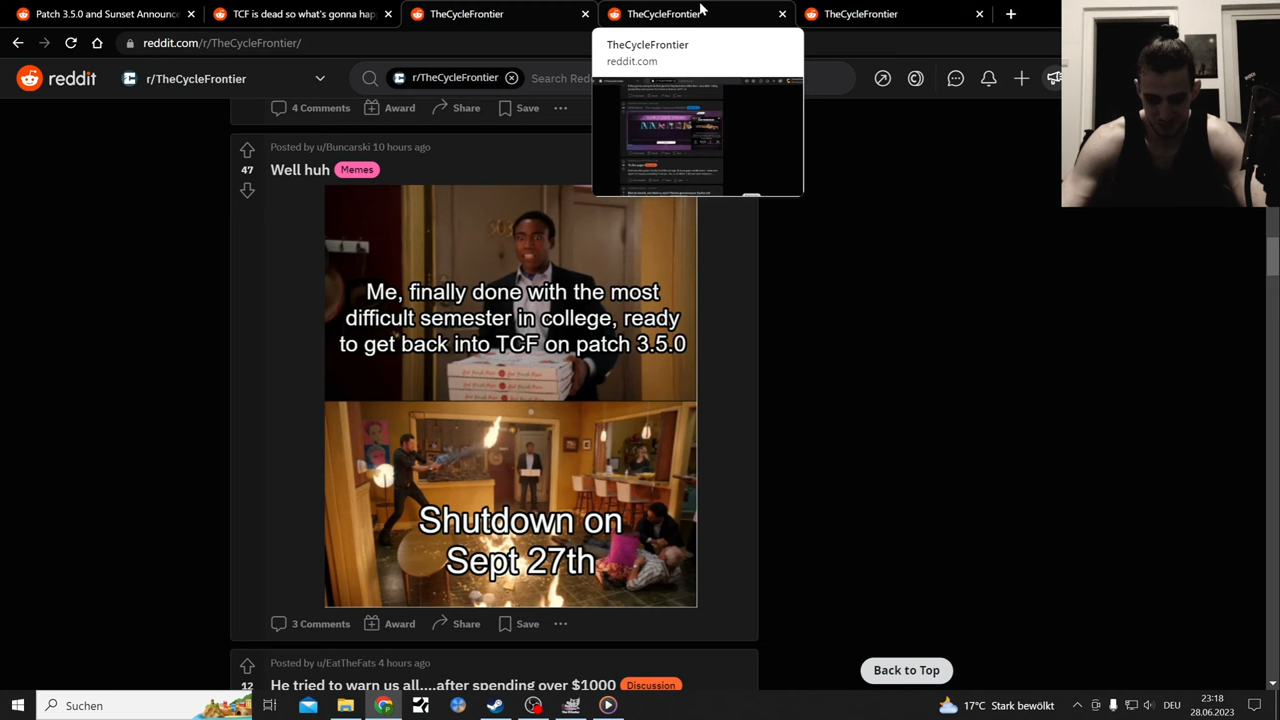 Patch 3.5.0 and Sunset Announce
TCF is dead so what's gonna hap
TheCycleFrontier
TheCycleFrontier
TheCycleFrontier
reddit.com/r/TheCycleFrontier/
TheCycleFrontier
reddit.com
reddit
r/TheCycleFrontier
r/TheCycleFrontier
Search Red
4 Comments
Award
Share
Save
by u/Buncarski 10 hours ago
47
Well huh
Meme
Me, finally done with the most
difficult semester in college, ready
to get back into TCF on patch 3.5.0
Shutdown on
Sept 27th
3 Comments
Award
Share
Save
Posted by u/EatTheFats 4 hours ago
12
He tried to warn us all....after spending over $1000
Discussion
Back to Top
Suchen
17°C Stark bewölkt
DEU
23:18
28.06.2023